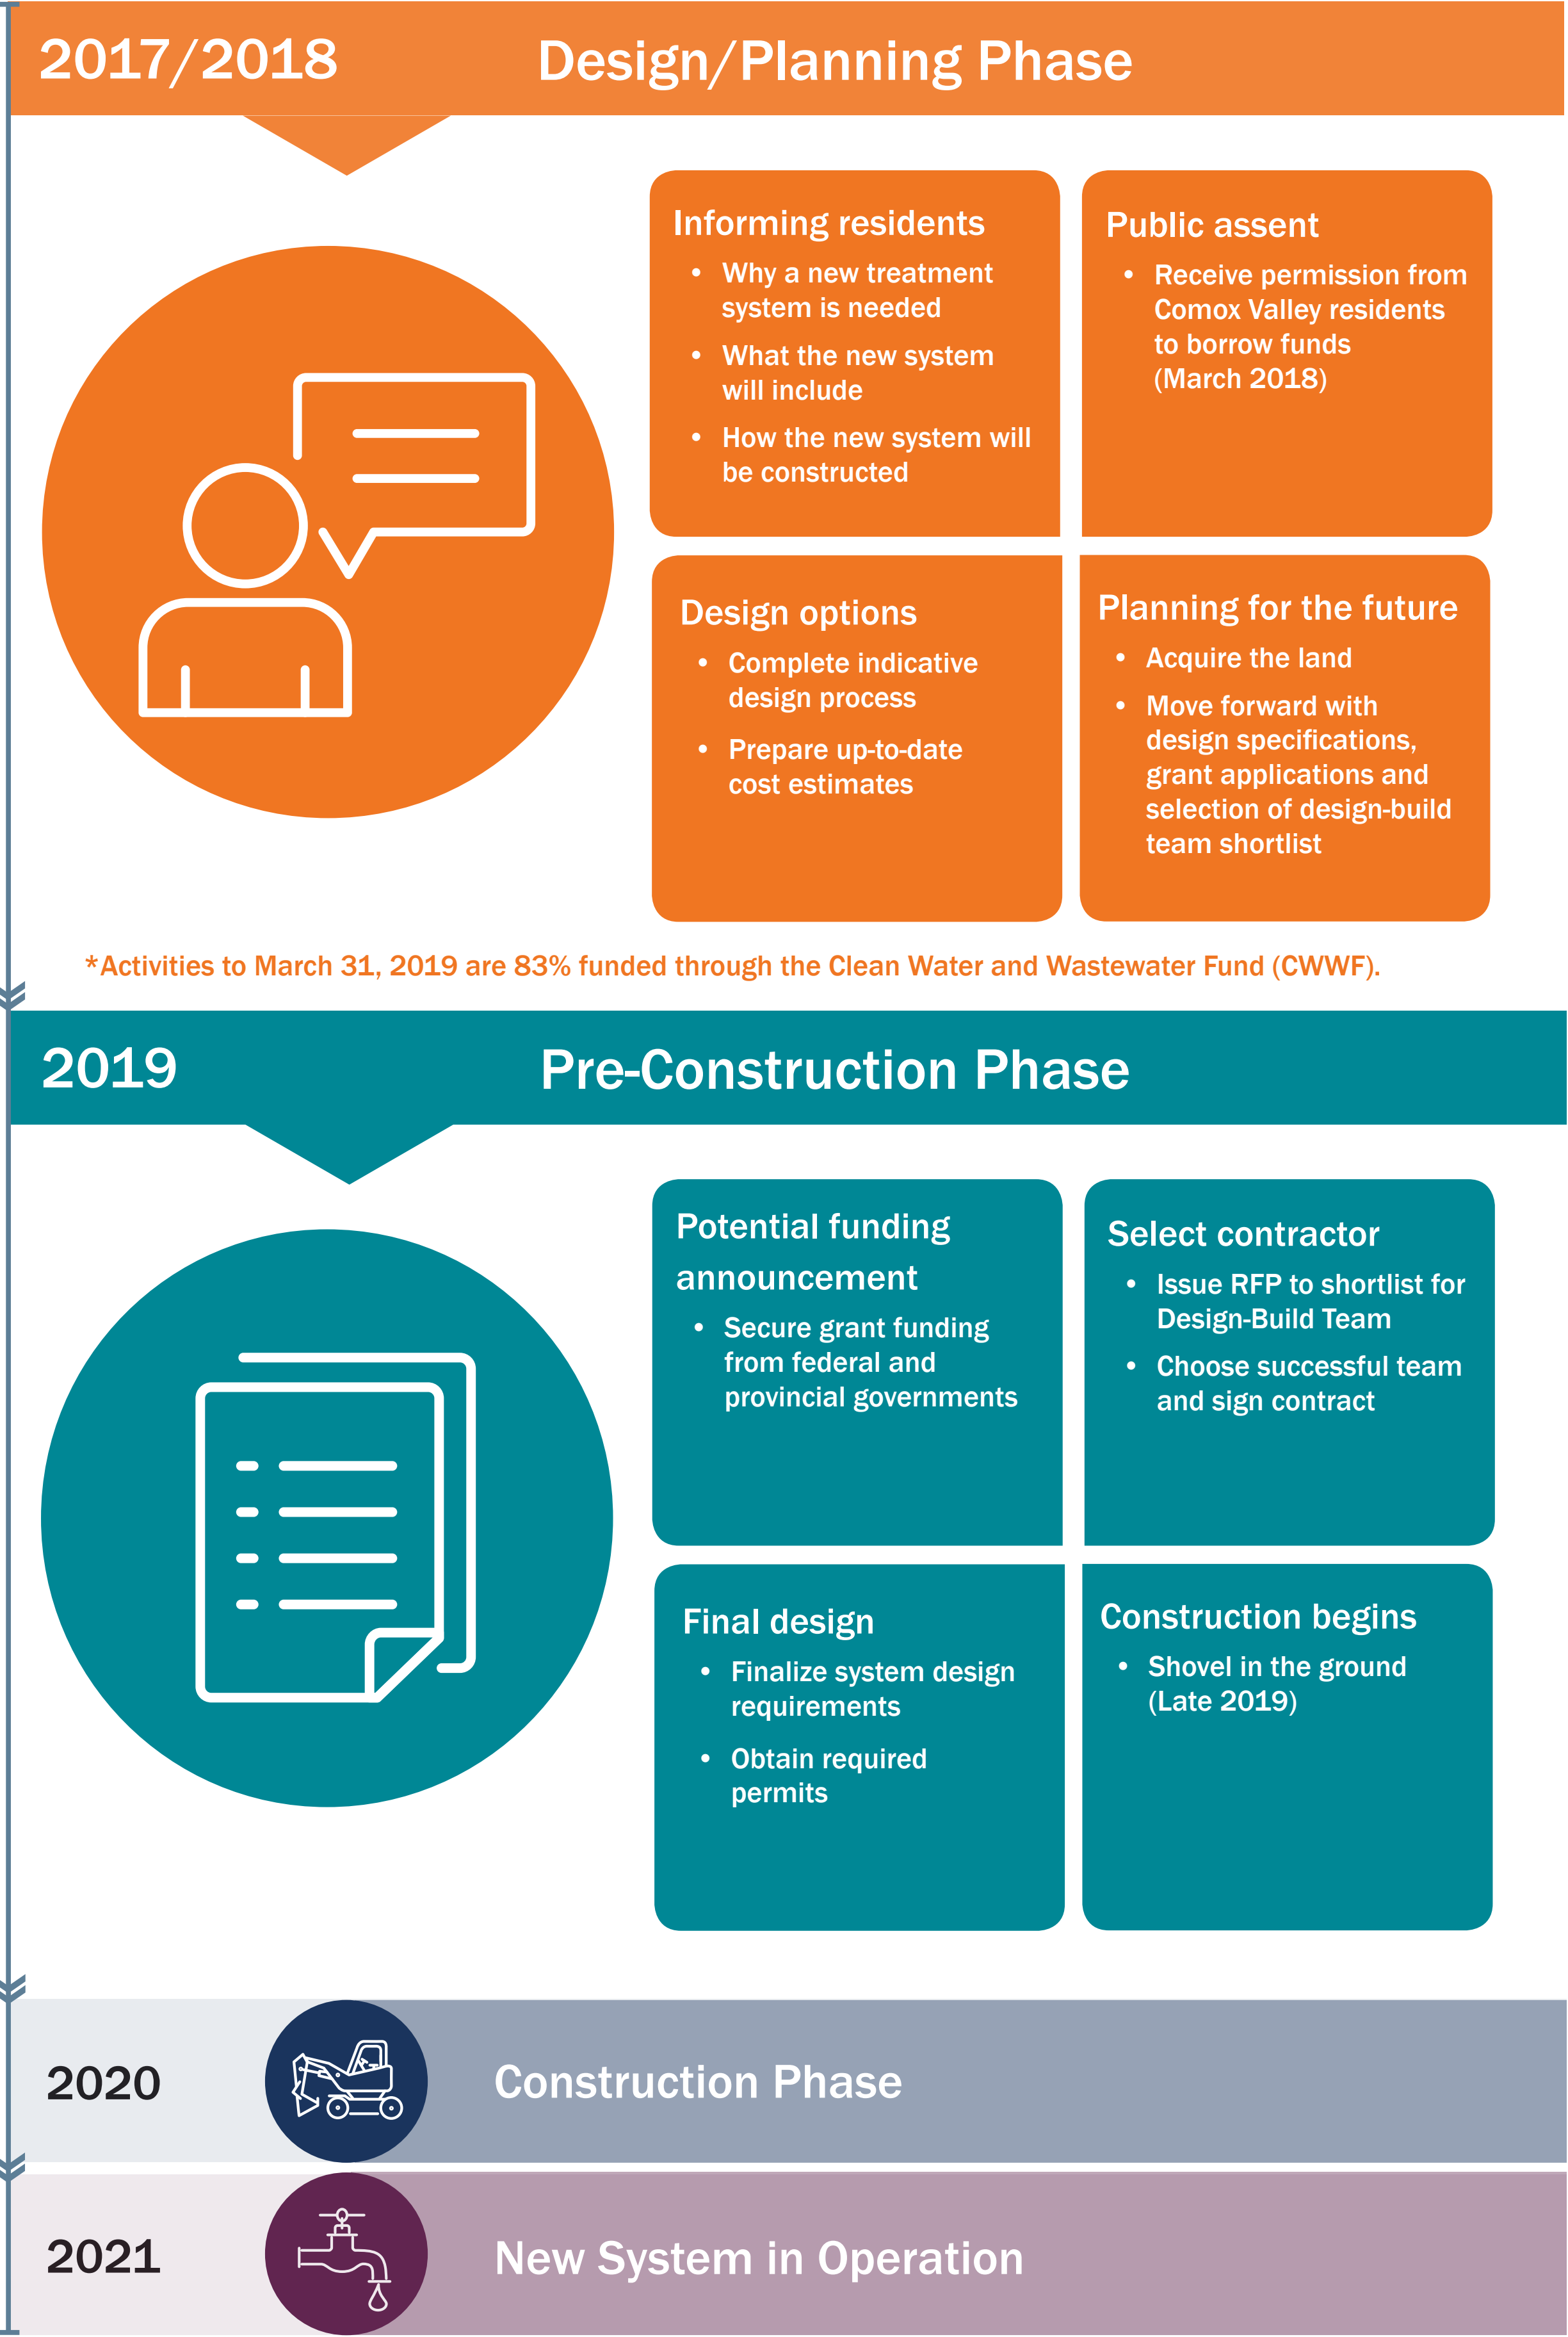 2017/2018
Design/Planning Phase
Informing residents
• Why a new treatment
system is needed
• What the new system
will include
• How the new system will
be constructed
Public assent
• Receive permission from
Comox Valley residents
to borrow funds
(March 2018)
Design options
• Complete indicative
design process
• Prepare up-to-date
cost estimates
Planning for the future
• Acquire the land
• Move forward with
design specifications,
grant applications and
selection of design-build
team shortlist
*Activities to March 31, 2019 are 83% funded through the Clean Water and Wastewater Fund (CWWF).
2019
Pre-Construction Phase
Potential funding
announcement
• Secure grant funding
from federal and
provincial governments
Select contractor
• Issue RFP to shortlist for
Design-Build Team
• Choose successful team
and sign contract
Final design
• Finalize system design
requirements
• Obtain required
permits
Construction begins
• Shovel in the ground
(Late 2019)
2020
Construction Phase
2021
New System in Operation